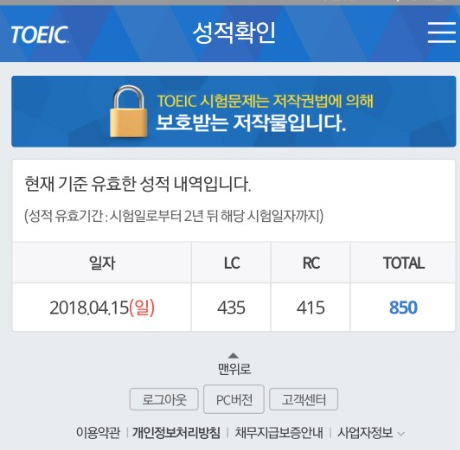 TOEIC.
성적확인
TOEIC 시험문제는 저작권법에 의해
보호받는 저작물입니다.
현재 기준 유효한 성적 내역입니다.
(성적 유효기간 : 시험일로부터 2년 뒤 해당 시험일자까지)
일자 LC RC TOTAL
2018.04.15(일) 435 415 850
맨위로
로그아웃 PC버전 고객센터
이용약관 | 개인정보처리방침 | 채무지급보증안내 | 사업자정보